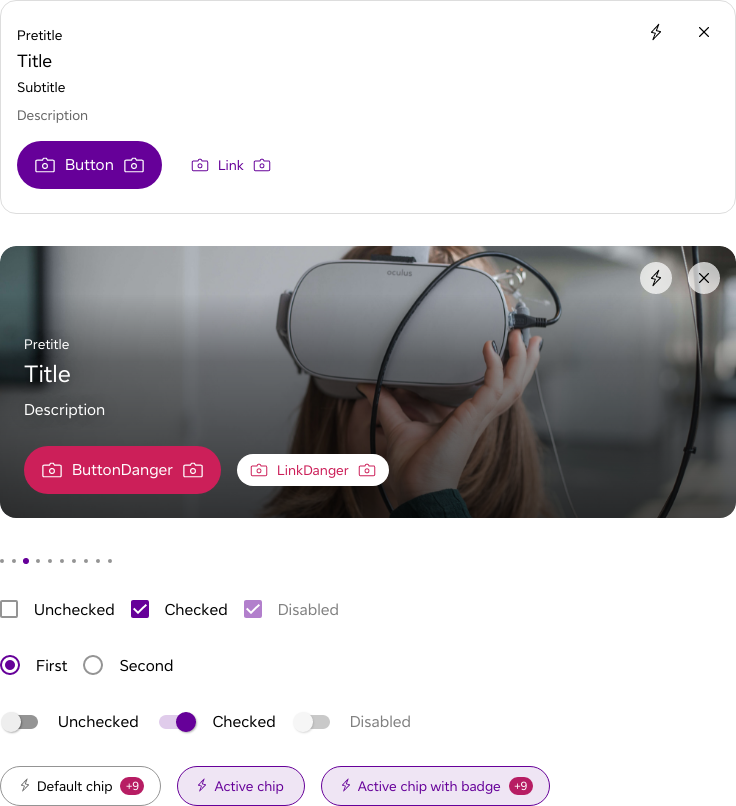 Pretitle
Title
Subtitle
Description
Button Link
oculus
Pretitle
Title
Description
ButtonDanger LinkDanger
Unchecked Checked Disabled
First Second
Unchecked Checked Disabled
Default chip +9 Active chip Active chip with badge +9